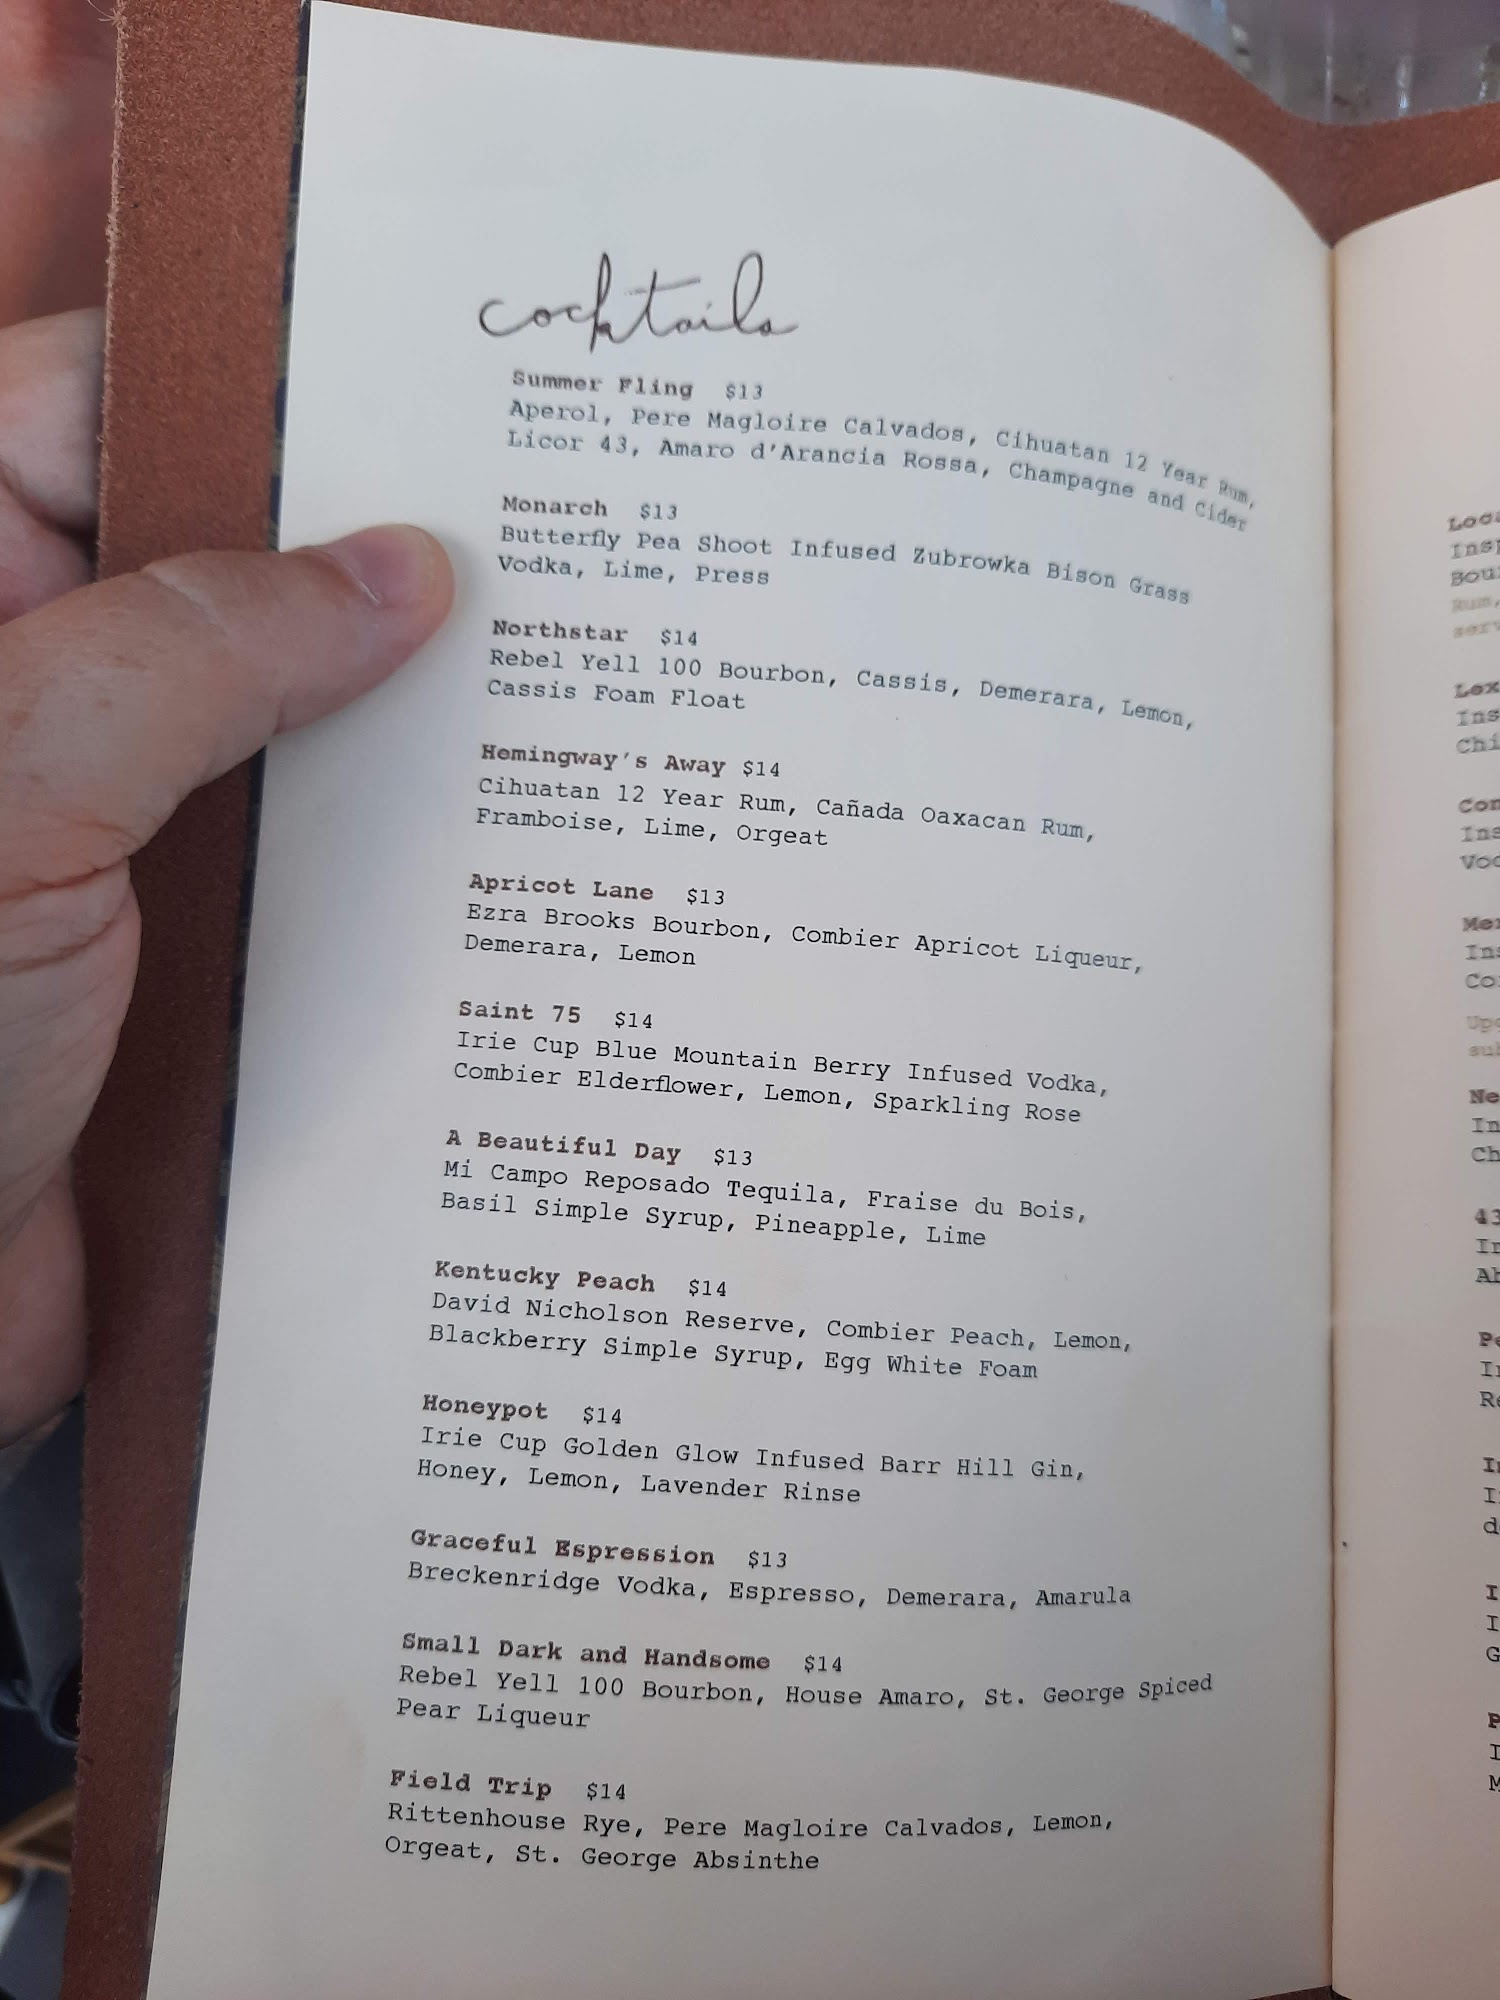 cocktails
Summer Fling $13
Aperol, Pere Magloire Calvados, Cihuatan 12 Year Rum,
Licor 43, Amaro d'Arancia Rossa, Champagne and Cider
Monarch $13
Butterfly Pea Shoot Infused Zubrowka Bison Grass
Vodka, Lime, Press
Northstar $14
Rebel Yell 100 Bourbon, Cassis, Demerara, Lemon,
Cassis Foam Float
Hemingway's Away $14
Cihuatan 12 Year Rum, Cañada Oaxacan Rum,
Framboise, Lime, Orgeat
Apricot Lane $13
Ezra Brooks Bourbon, Combier Apricot Liqueur,
Demerara, Lemon
Saint 75 $14
Irie Cup Blue Mountain Berry Infused Vodka,
Combier Elderflower, Lemon, Sparkling Rose
A Beautiful Day $13
Mi Campo Reposado Tequila, Fraise du Bois,
Basil Simple Syrup, Pineapple, Lime
Kentucky Peach $14
David Nicholson Reserve, Combier Peach, Lemon,
Blackberry Simple Syrup, Egg White Foam
Honeypot $14
Irie Cup Golden Glow Infused Barr Hill Gin,
Honey, Lemon, Lavender Rinse
Graceful Espression $13
Breckenridge Vodka, Espresso, Demerara, Amarula
Small Dark and Handsome $14
Rebel Yell 100 Bourbon, House Amaro, St. George Spiced
Pear Liqueur
Field Trip $14
Rittenhouse Rye, Pere Magloire Calvados, Lemon,
Orgeat, St. George Absinthe